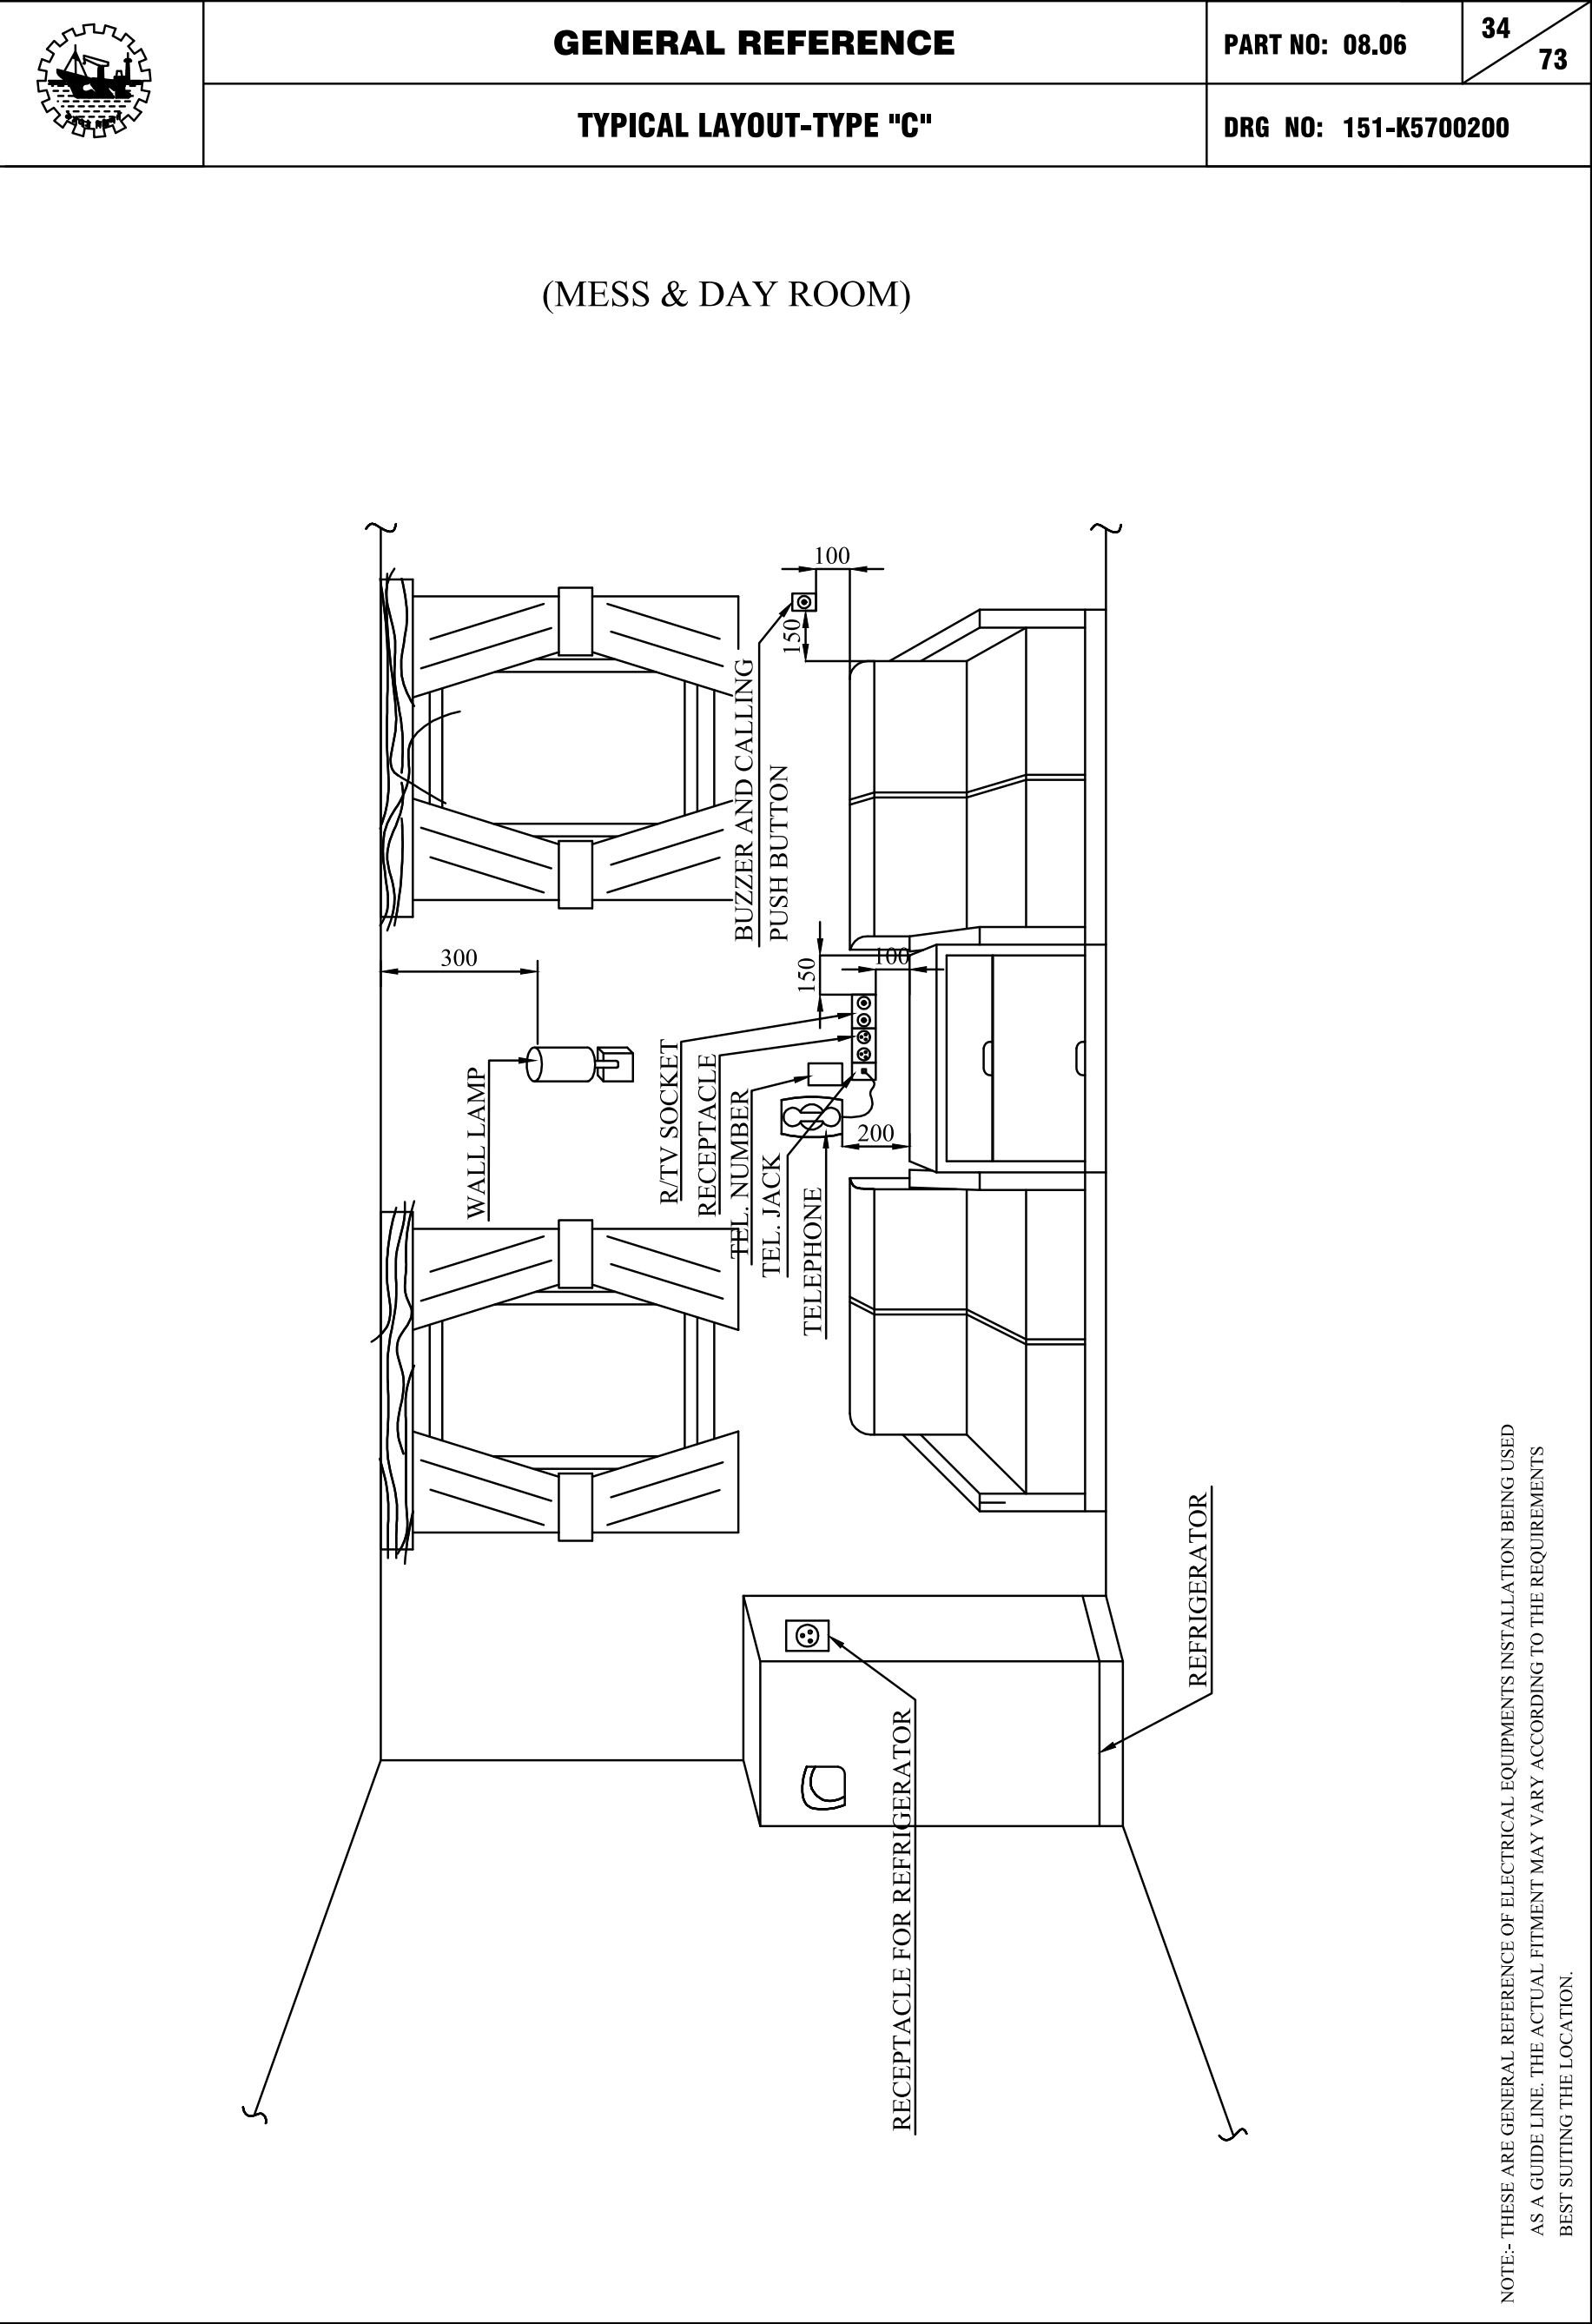 GENERAL REFERENCE
PART NO: 08.06
34
73
TYPICAL LAYOUT-TYPE "C"
DRG NO: 151-K5700200
(MESS & DAY ROOM)
100
150
BUZZER AND CALLING
PUSH BUTTON
300
150
100
WALL LAMP
R/TV SOCKET
RECEPTACLE
TEL. NUMBER
TEL. JACK
TELEPHONE
200
REFRIGERATOR
RECEPTACLE FOR REFRIGERATOR
NOTE:- THESE ARE GENERAL REFERENCE OF ELECTRICAL EQUIPMENTS INSTALLATION BEING USED
AS A GUIDE LINE. THE ACTUAL FITMENT MAY VARY ACCORDING TO THE REQUIREMENTS
BEST SUITING THE LOCATION.